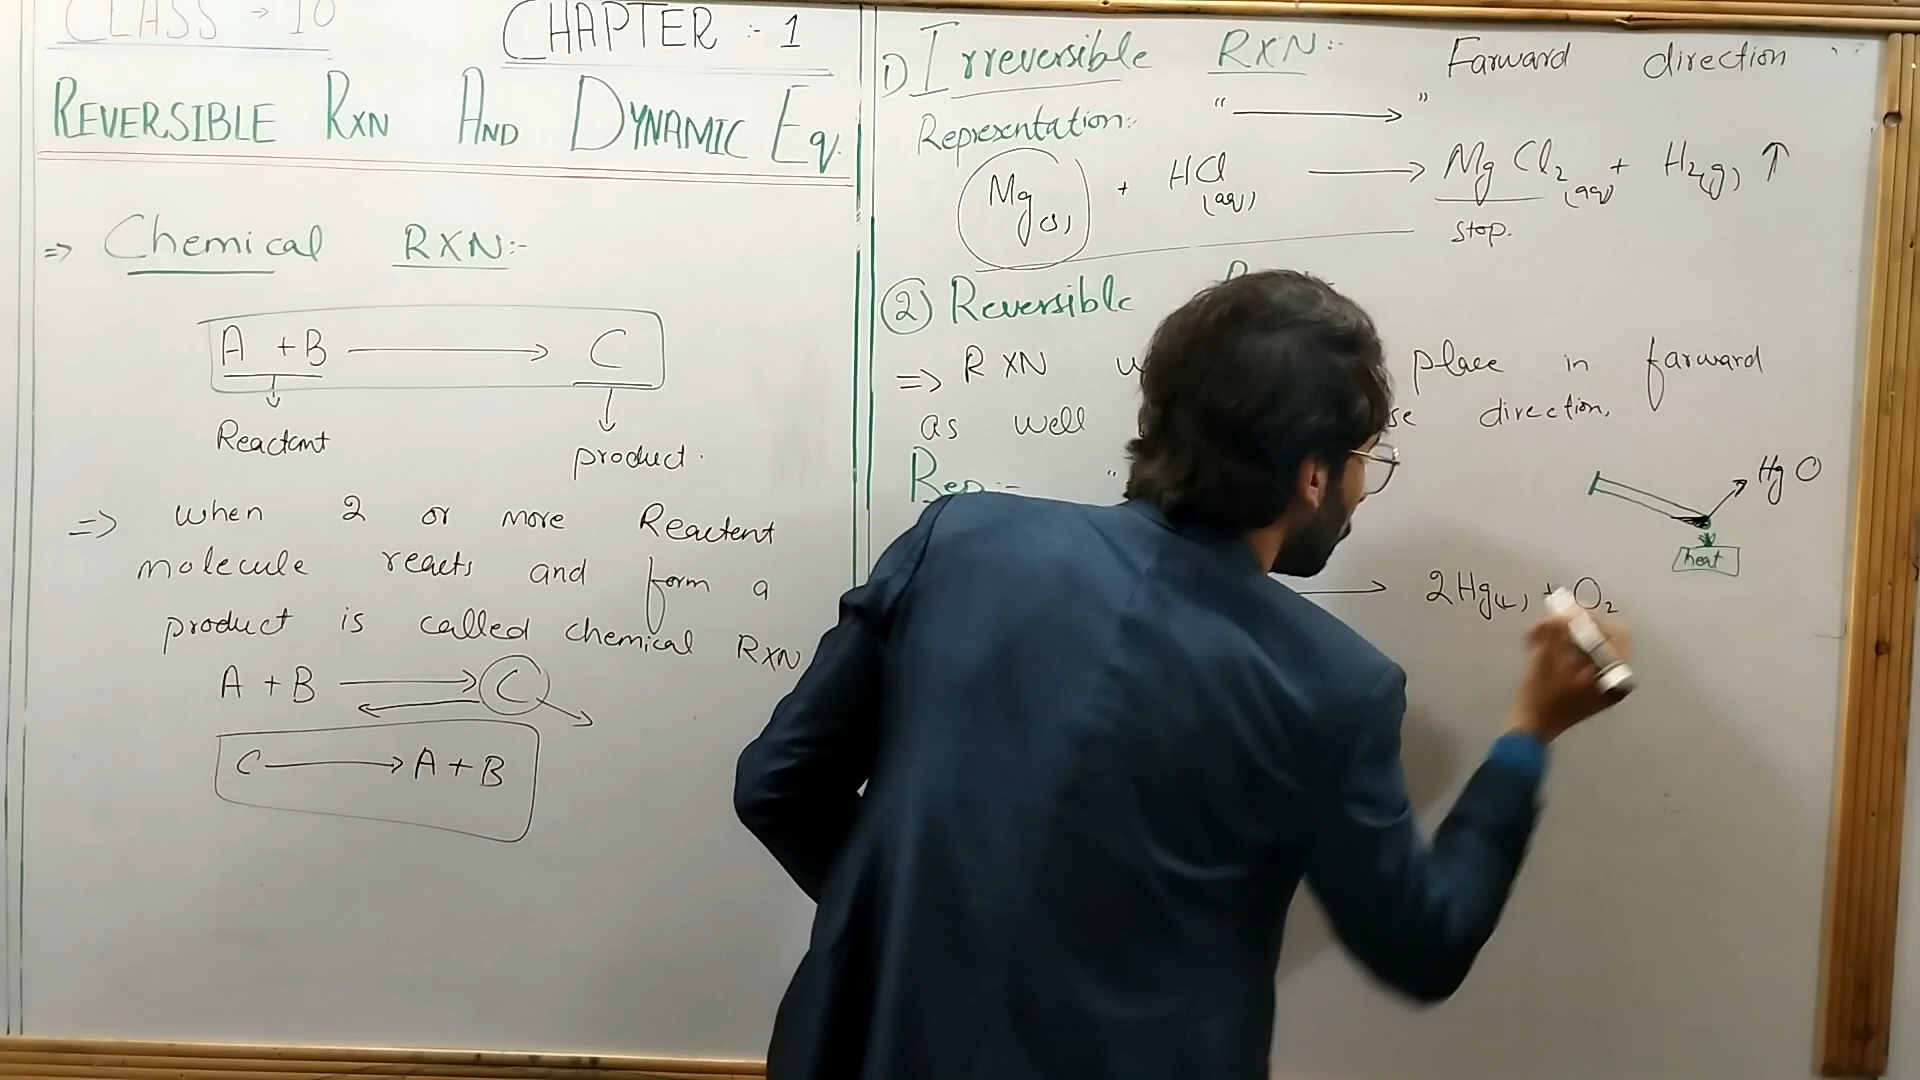 CLASS → 10
CHAPTER :- 1
REVERSIBLE RXN AND DYNAMIC Eq.
⇒ Chemical RXN:-
A + B ⟶ C
Reactant
product.
⇒ when 2 or more Reactent
molecule reacts and form a
product is called chemical RXN
A + B ⟶ C
⟵
C ⟶ A + B
1) Irreversible RXN:- Farward direction
Representation:- “ ⟶ ”
Mg(s) + HCl(aq) ⟶ MgCl₂(aq) + H₂(g) ↑
stop.
② Reversible
⇒ RXN place in farward
as well direction.
Rep:- “
HgO
heat
⟶ 2Hg(l) + O₂